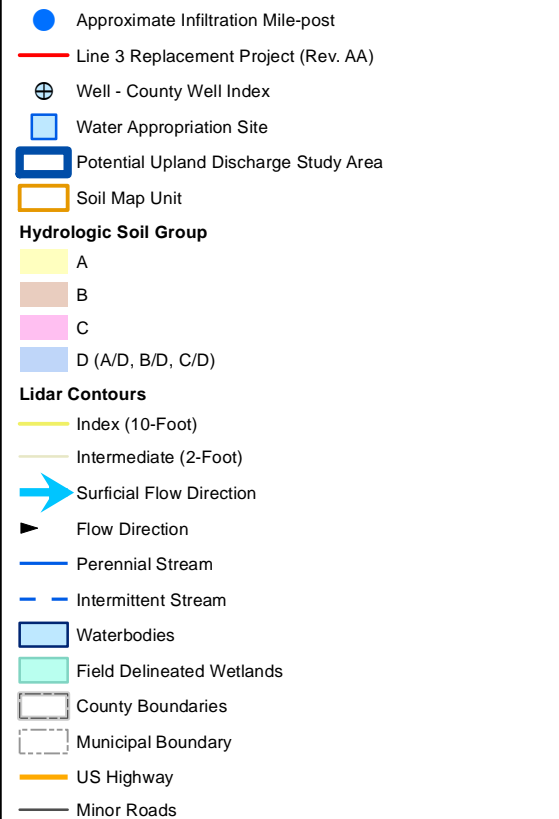 Approximate Infiltration Mile-post
Line 3 Replacement Project (Rev. AA)
Well - County Well Index
Water Appropriation Site
Potential Upland Discharge Study Area
Soil Map Unit
Hydrologic Soil Group
A
B
C
D (A/D, B/D, C/D)
Lidar Contours
Index (10-Foot)
Intermediate (2-Foot)
Surficial Flow Direction
Flow Direction
Perennial Stream
Intermittent Stream
Waterbodies
Field Delineated Wetlands
County Boundaries
Municipal Boundary
US Highway
Minor Roads